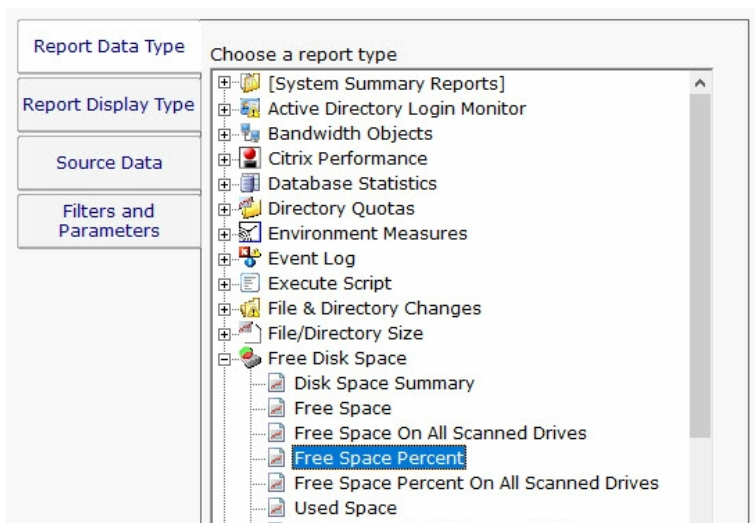 Report Data Type
Report Display Type
Source Data
Filters and
Parameters
Choose a report type
[System Summary Reports]
Active Directory Login Monitor
Bandwidth Objects
Citrix Performance
Database Statistics
Directory Quotas
Environment Measures
Event Log
Execute Script
File & Directory Changes
File/Directory Size
Free Disk Space
Disk Space Summary
Free Space
Free Space On All Scanned Drives
Free Space Percent
Free Space Percent On All Scanned Drives
Used Space